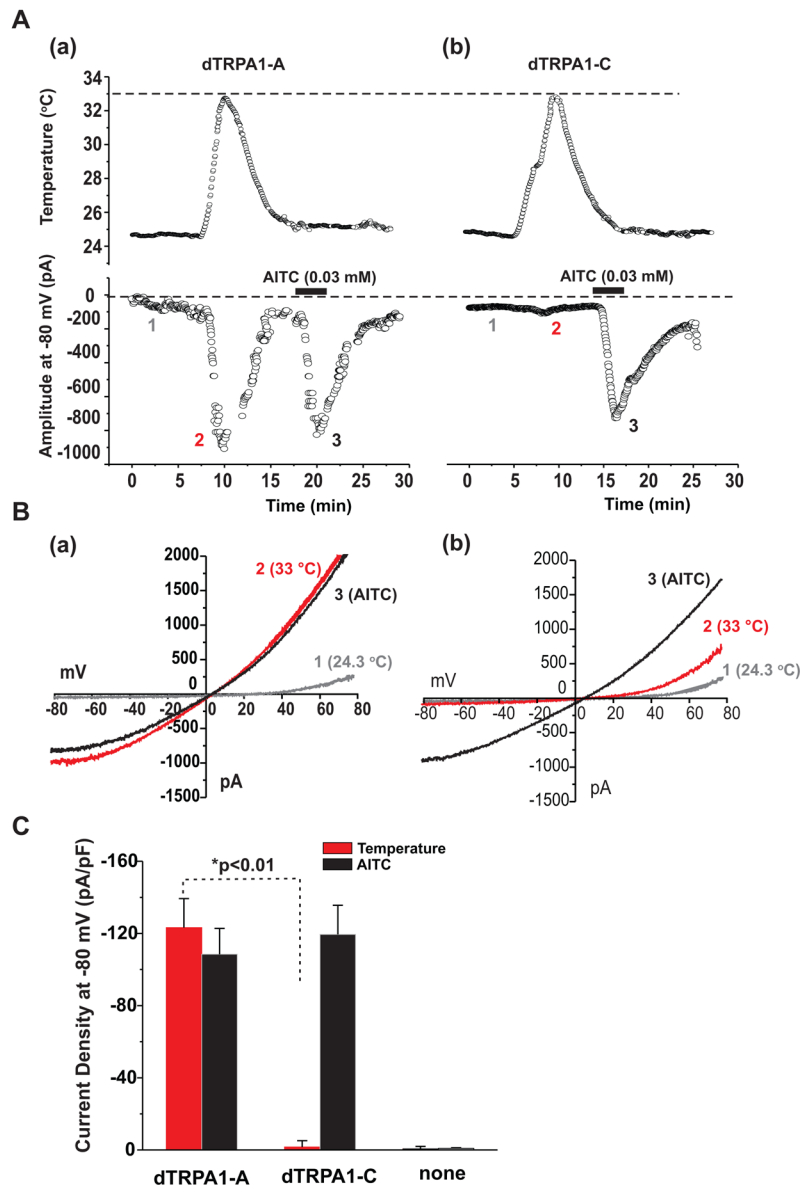 A
(a)
(b)
dTRPA1-A
dTRPA1-C
Temperature (°C)
34
32
30
28
26
24
AITC (0.03 mM)
AITC (0.03 mM)
Amplitude at -80 mV (pA)
0
-200
-400
-600
-800
-1000
1
2
3
1
2
3
0 5 10 15 20 25 30
0 5 10 15 20 25 30
Time (min)
Time (min)
B
(a)
2000
1500
1000
500
250
0
-500
-1000
-1500
2 (33 °C)
3 (AITC)
1 (24.3 °C)
mV
-80 -60 -40 -20 0 20 40 60 80
pA
(b)
2000
1500
1000
500
250
0
-500
-1000
-1500
3 (AITC)
2 (33 °C)
1 (24.3 °C)
mV
-80 -60 -40 -20 0 20 40 60 80
pA
C
Current Density at -80 mV (pA/pF)
-160
-120
-80
-40
0
*p<0.01
Temperature
AITC
dTRPA1-A
dTRPA1-C
none